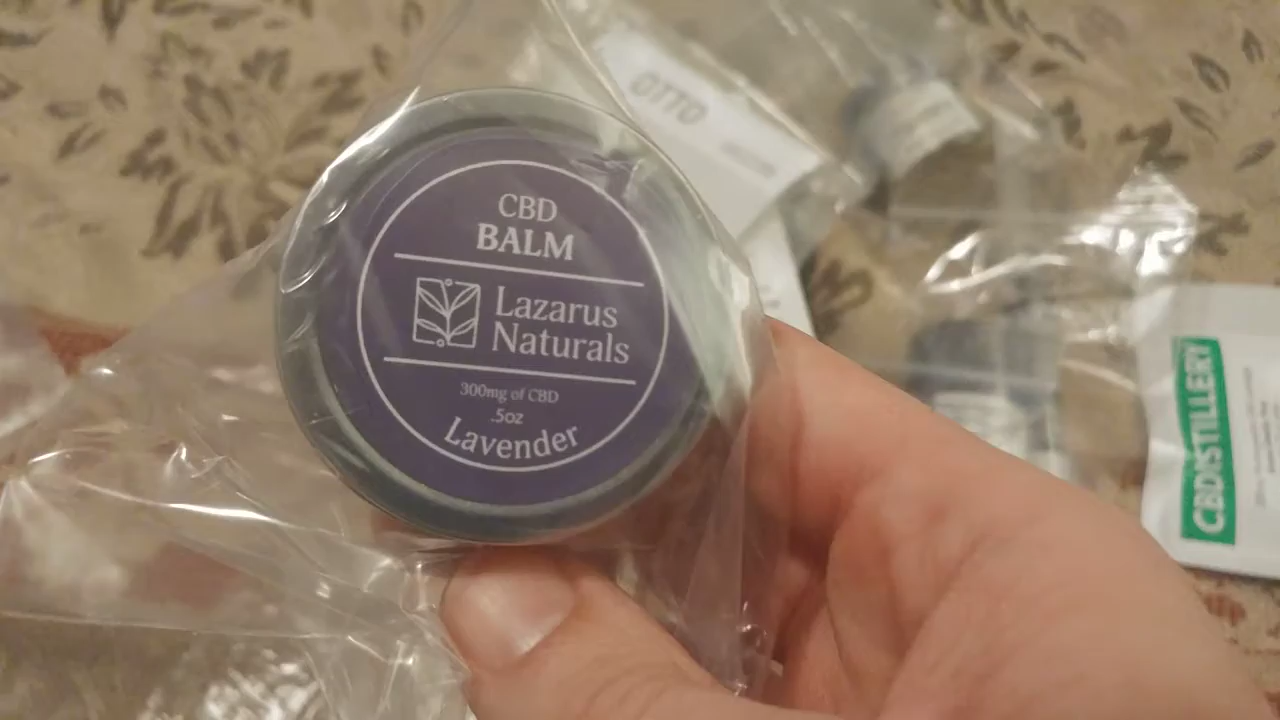 CBD
BALM
Lazarus
Naturals
300mg of CBD
.5oz
Lavender
OTTO
CBDISTILLERY